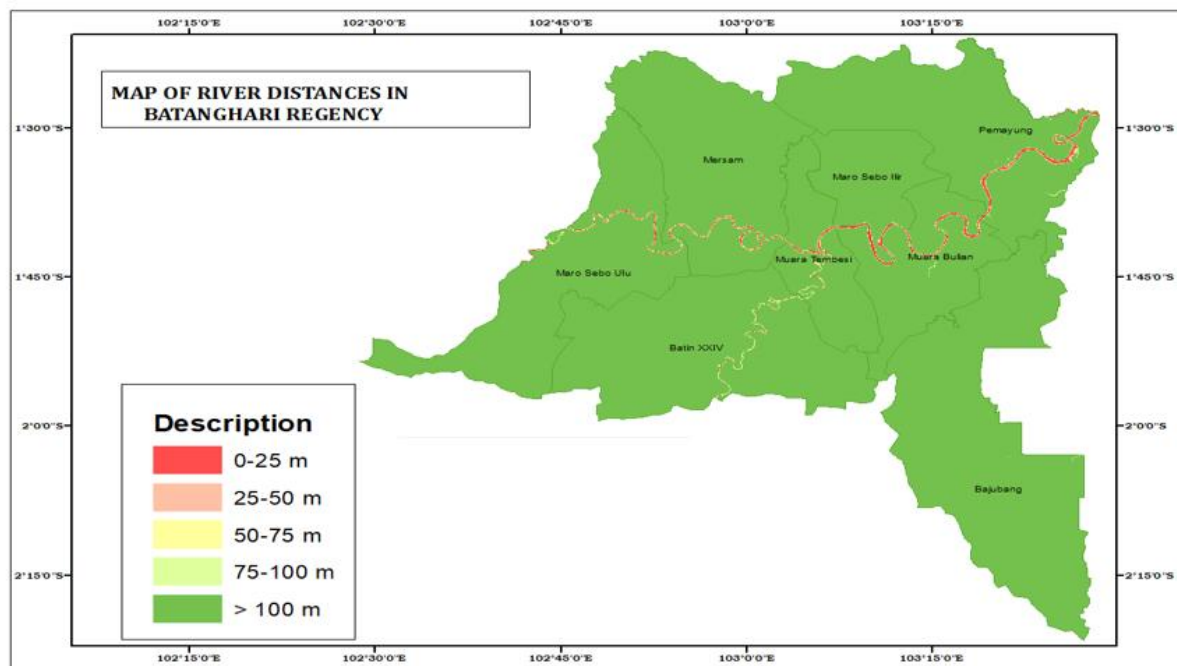 102°15'0"E 102°30'0"E 102°45'0"E 103°0'0"E 103°15'0"E
MAP OF RIVER DISTANCES IN
BATANGHARI REGENCY
1°30'0"S 1°30'0"S
Pemayung
Mersam
Maro Sebo Ilir
1°45'0"S 1°45'0"S
Maro Sebo Ulu
Muara Tembesi
Muara Bulian
Batin XXIV
2°0'0"S 2°0'0"S
Bajubang
Description
0-25 m
25-50 m
50-75 m
75-100 m
> 100 m
2°15'0"S 2°15'0"S
102°15'0"E 102°30'0"E 102°45'0"E 103°0'0"E 103°15'0"E